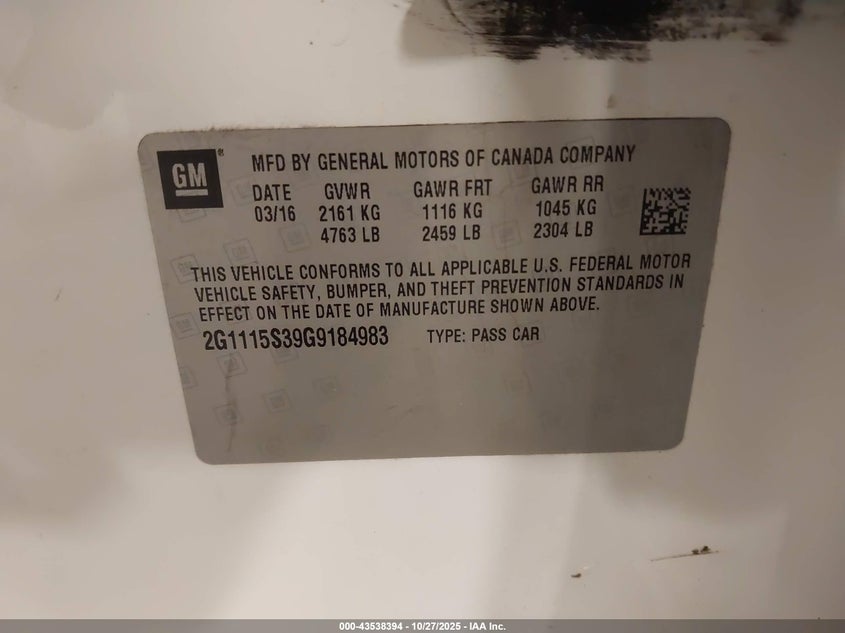 GM ®
MFD BY GENERAL MOTORS OF CANADA COMPANY
DATE GVWR GAWR FRT GAWR RR
03/16 2161 KG 1116 KG 1045 KG
4763 LB 2459 LB 2304 LB
THIS VEHICLE CONFORMS TO ALL APPLICABLE U.S. FEDERAL MOTOR
VEHICLE SAFETY, BUMPER, AND THEFT PREVENTION STANDARDS IN
EFFECT ON THE DATE OF MANUFACTURE SHOWN ABOVE.
2G1115S39G9184983 TYPE: PASS CAR
000-43538394 - 10/27/2025 - IAA Inc.